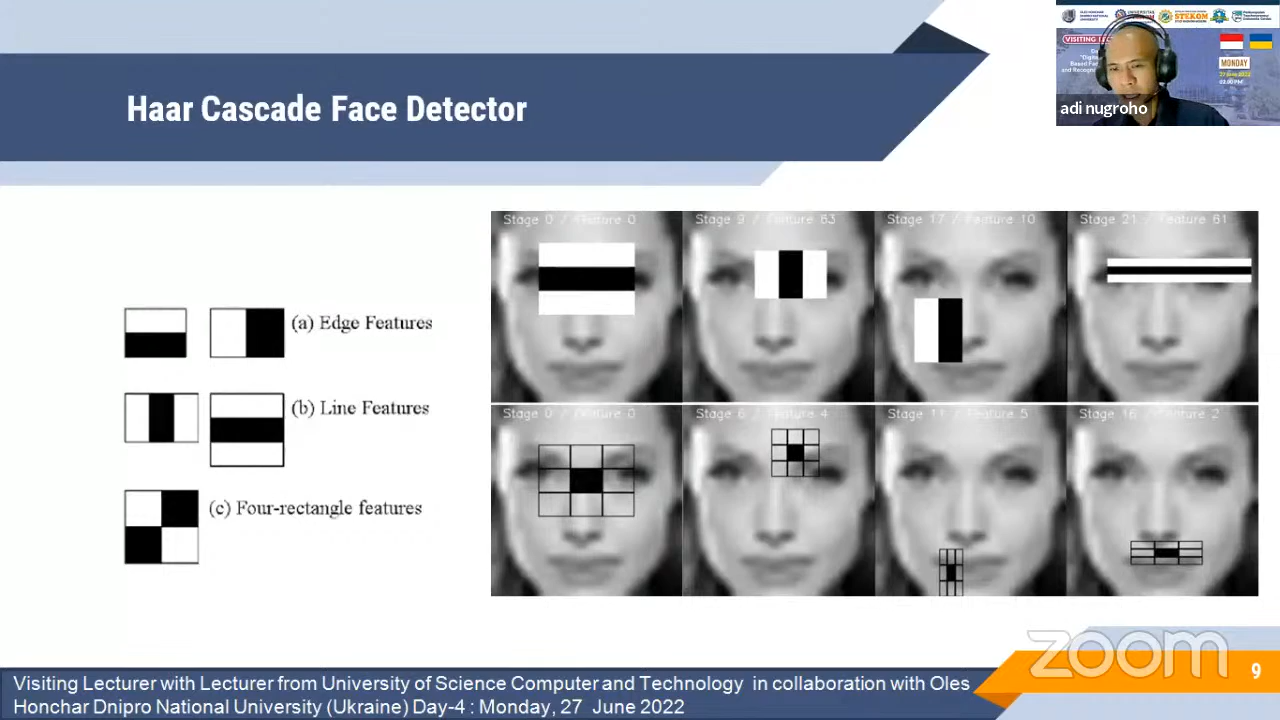 Haar Cascade Face Detector
STEKOM
VISITING
MONDAY
adi nugroho
Stage 0 / Feature 0
Stage 9 / Feature 63
Stage 17 / Feature 10
Stage 21 / Feature 61
(a) Edge Features
(b) Line Features
(c) Four-rectangle features
Stage 0 / Feature 0
Stage 6 / Feature 4
Stage 11 / Feature 5
Stage 16 / Feature 2
zoom
9
Visiting Lecturer with Lecturer from University of Science Computer and Technology in collaboration with Oles
Honchar Dnipro National University (Ukraine) Day-4 : Monday, 27 June 2022